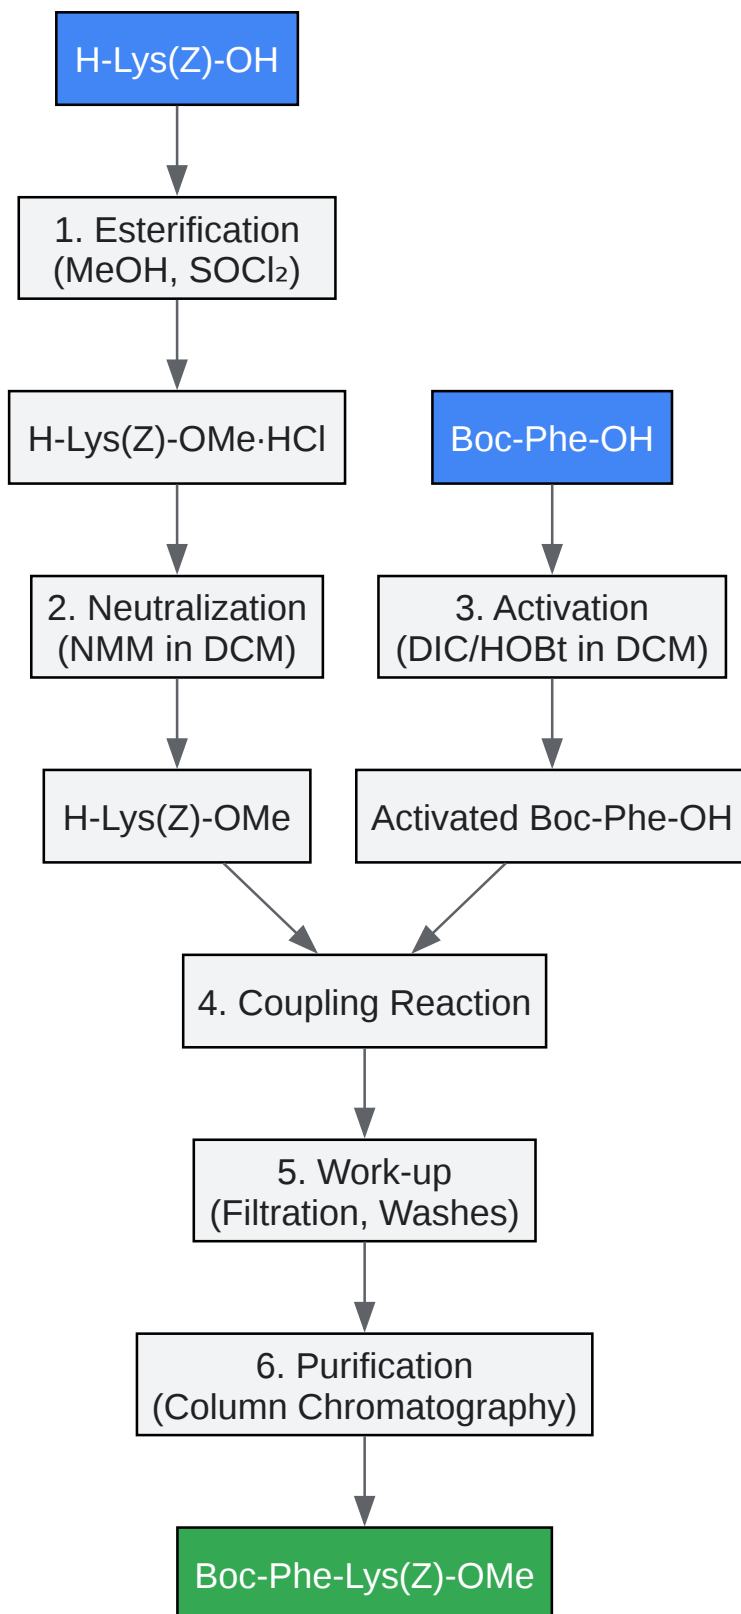 H-Lys(Z)-OH
1. Esterification
(MeOH, SOCl₂)
H-Lys(Z)-OMe·HCl
Boc-Phe-OH
2. Neutralization
(NMM in DCM)
3. Activation
(DIC/HOBt in DCM)
H-Lys(Z)-OMe
Activated Boc-Phe-OH
4. Coupling Reaction
5. Work-up
(Filtration, Washes)
6. Purification
(Column Chromatography)
Boc-Phe-Lys(Z)-OMe